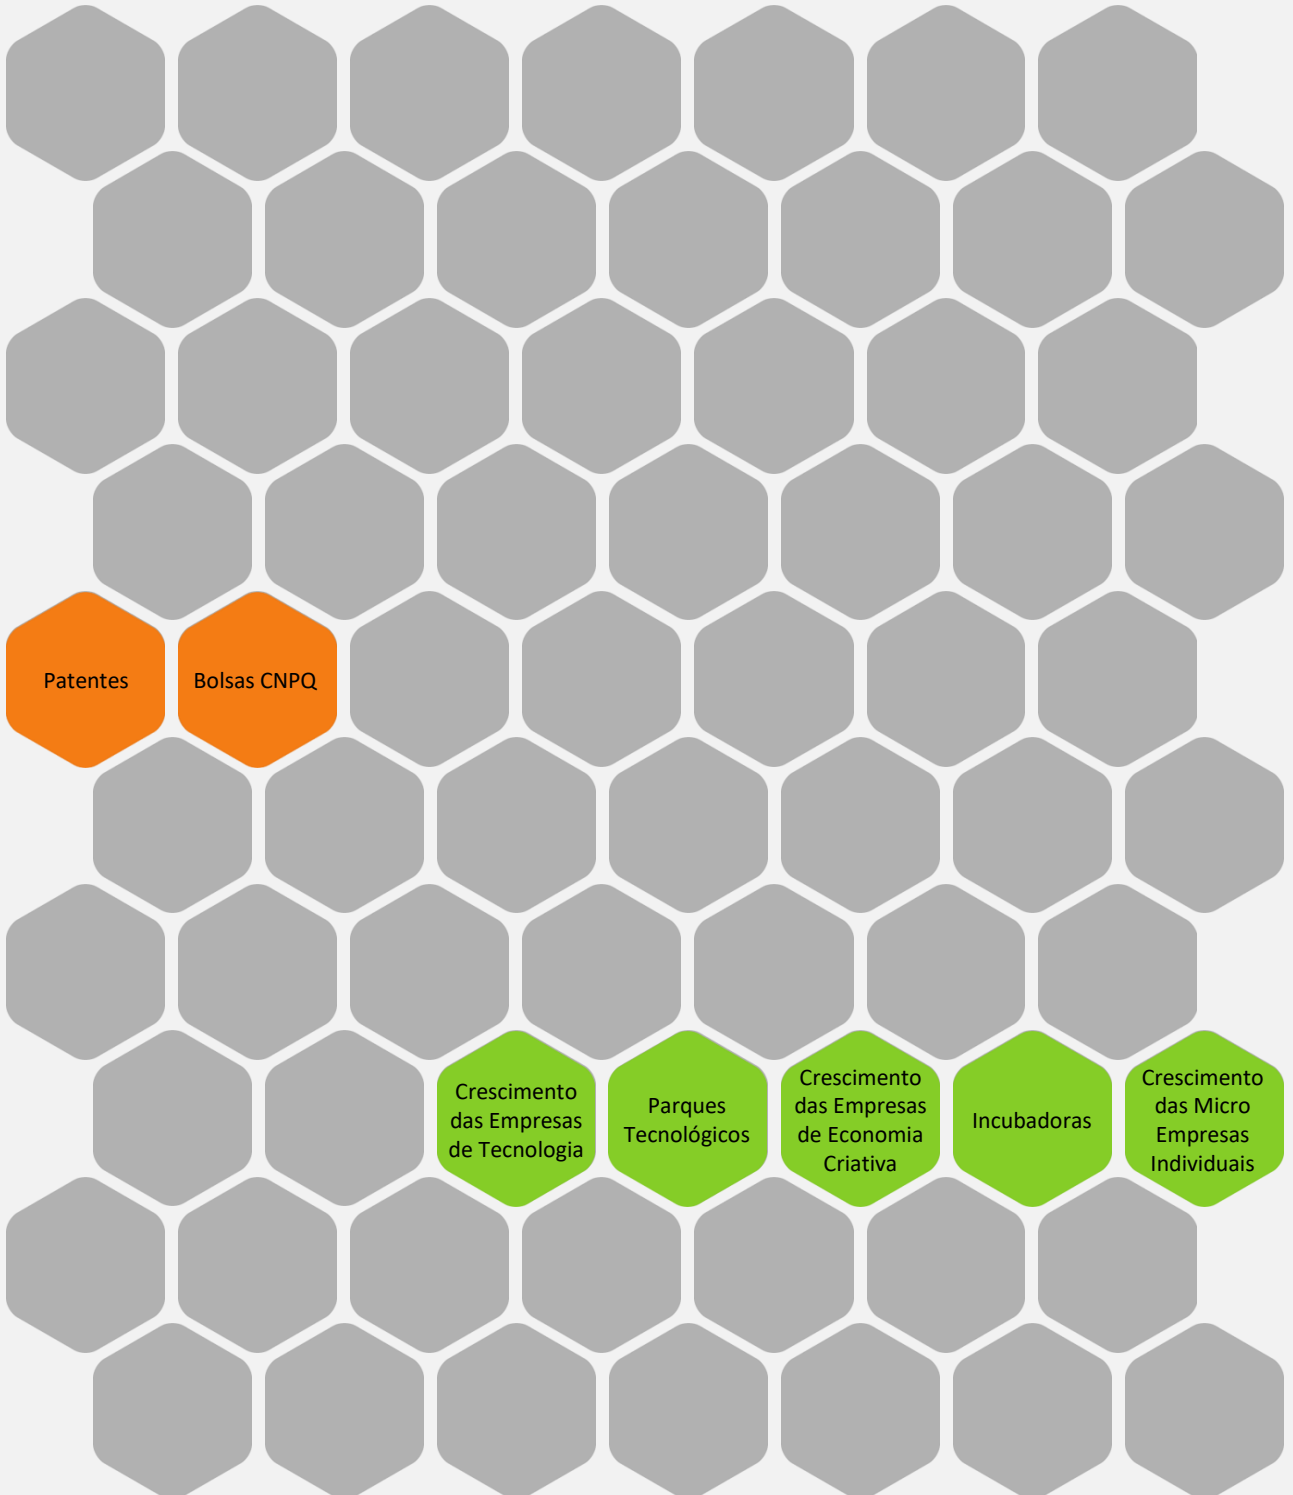 Patentes
Bolsas CNPQ
Crescimento
das Empresas
de Tecnologia
Parques
Tecnológicos
Crescimento
das Empresas
de Economia
Criativa
Incubadoras
Crescimento
das Micro
Empresas
Individuais